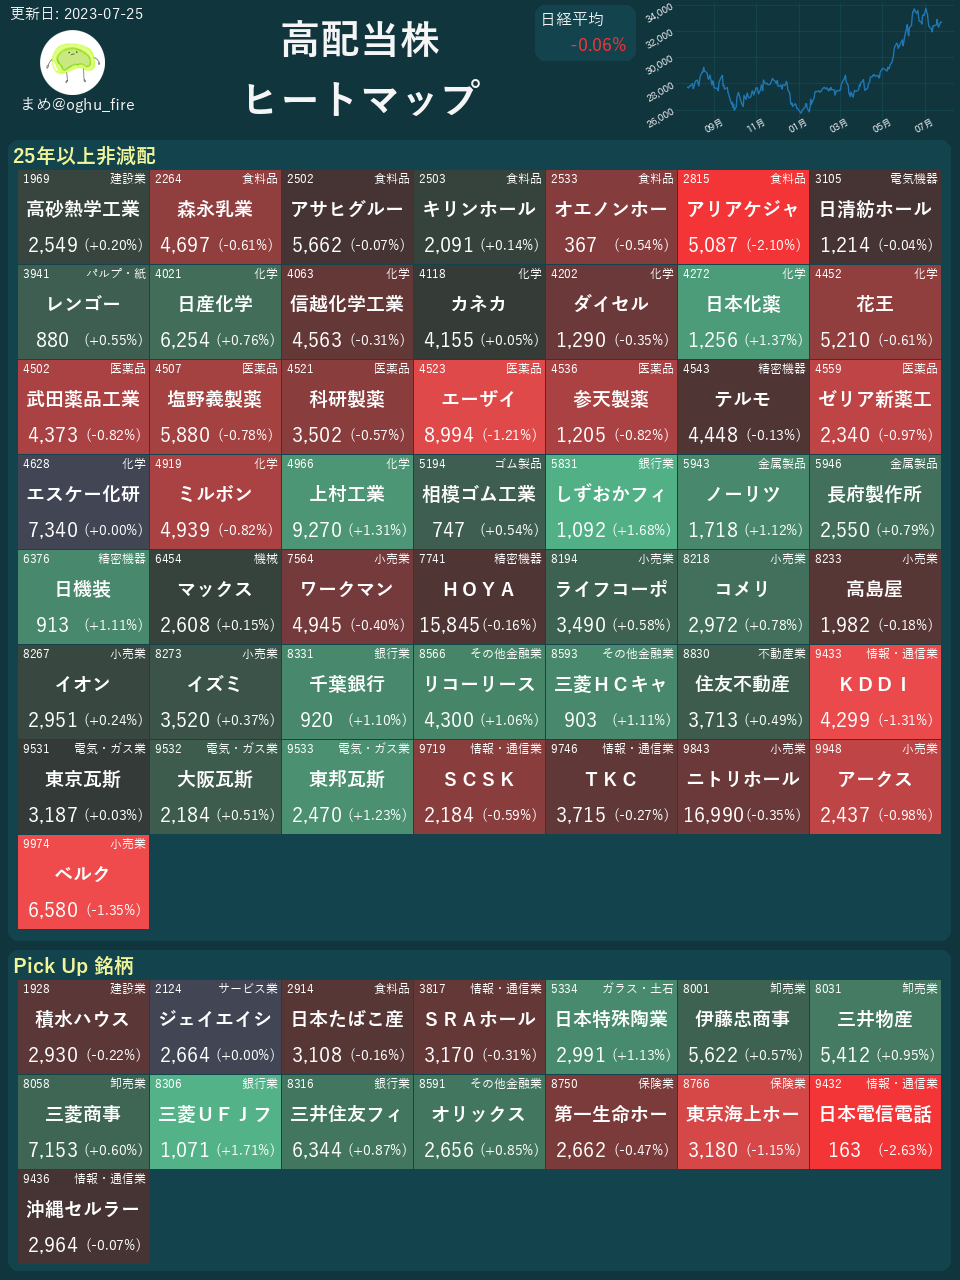 更新日: 2023-07-25
まめ@oghu_fire
高配当株
ヒートマップ
日経平均
-0.06%
34,000
32,000
30,000
28,000
26,000
09月 11月 01月 03月 05月 07月
25年以上非減配
1969 建設業 2264 食料品 2502 食料品 2503 食料品 2533 食料品 2815 食料品 3105 電気機器
高砂熱学工業 森永乳業 アサヒグルー キリンホール オエノンホー アリアケジャ 日清紡ホール
2,549 (+0.20%) 4,697 (-0.61%) 5,662 (-0.07%) 2,091 (+0.14%) 367 (-0.54%) 5,087 (-2.10%) 1,214 (-0.04%)
3941 パルプ・紙 4021 化学 4063 化学 4118 化学 4202 化学 4272 化学 4452 化学
レンゴー 日産化学 信越化学工業 カネカ ダイセル 日本化薬 花王
880 (+0.55%) 6,254 (+0.76%) 4,563 (-0.31%) 4,155 (+0.05%) 1,290 (-0.35%) 1,256 (+1.37%) 5,210 (-0.61%)
4502 医薬品 4507 医薬品 4521 医薬品 4523 医薬品 4536 医薬品 4543 精密機器 4559 医薬品
武田薬品工業 塩野義製薬 科研製薬 エーザイ 参天製薬 テルモ ゼリア新薬工
4,373 (-0.82%) 5,880 (-0.78%) 3,502 (-0.57%) 8,994 (-1.21%) 1,205 (-0.82%) 4,448 (-0.13%) 2,340 (-0.97%)
4628 化学 4919 化学 4966 化学 5194 ゴム製品 5831 銀行業 5943 金属製品 5946 金属製品
エスケー化研 ミルボン 上村工業 相模ゴム工業 しずおかフィ ノーリツ 長府製作所
7,340 (+0.00%) 4,939 (-0.82%) 9,270 (+1.31%) 747 (+0.54%) 1,092 (+1.68%) 1,718 (+1.12%) 2,550 (+0.79%)
6376 精密機器 6454 機械 7564 小売業 7741 精密機器 8194 小売業 8218 小売業 8233 小売業
日機装 マックス ワークマン ＨＯＹＡ ライフコーポ コメリ 高島屋
913 (+1.11%) 2,608 (+0.15%) 4,945 (-0.40%) 15,845 (-0.16%) 3,490 (+0.58%) 2,972 (+0.78%) 1,982 (-0.18%)
8267 小売業 8273 小売業 8331 銀行業 8566 その他金融業 8593 その他金融業 8830 不動産業 9433 情報・通信業
イオン イズミ 千葉銀行 リコーリース 三菱ＨＣキャ 住友不動産 ＫＤＤＩ
2,951 (+0.24%) 3,520 (+0.37%) 920 (+1.10%) 4,300 (+1.06%) 903 (+1.11%) 3,713 (+0.49%) 4,299 (-1.31%)
9531 電気・ガス業 9532 電気・ガス業 9533 電気・ガス業 9719 情報・通信業 9746 情報・通信業 9843 小売業 9948 小売業
東京瓦斯 大阪瓦斯 東邦瓦斯 ＳＣＳＫ ＴＫＣ ニトリホール アークス
3,187 (+0.03%) 2,184 (+0.51%) 2,470 (+1.23%) 2,184 (-0.59%) 3,715 (-0.27%) 16,990 (-0.35%) 2,437 (-0.98%)
9974 小売業
ベルク
6,580 (-1.35%)
Pick Up 銘柄
1928 建設業 2124 サービス業 2914 食料品 3817 情報・通信業 5334 ガラス・土石 8001 卸売業 8031 卸売業
積水ハウス ジェイエイシ 日本たばこ産 ＳＲＡホール 日本特殊陶業 伊藤忠商事 三井物産
2,930 (-0.22%) 2,664 (+0.00%) 3,108 (-0.16%) 3,170 (-0.31%) 2,991 (+1.13%) 5,622 (+0.57%) 5,412 (+0.95%)
8058 卸売業 8306 銀行業 8316 銀行業 8591 その他金融業 8750 保険業 8766 保険業 9432 情報・通信業
三菱商事 三菱ＵＦＪフ 三井住友フィ オリックス 第一生命ホー 東京海上ホー 日本電信電話
7,153 (+0.60%) 1,071 (+1.71%) 6,344 (+0.87%) 2,656 (+0.85%) 2,662 (-0.47%) 3,180 (-1.15%) 163 (-2.63%)
9436 情報・通信業
沖縄セルラー
2,964 (-0.07%)